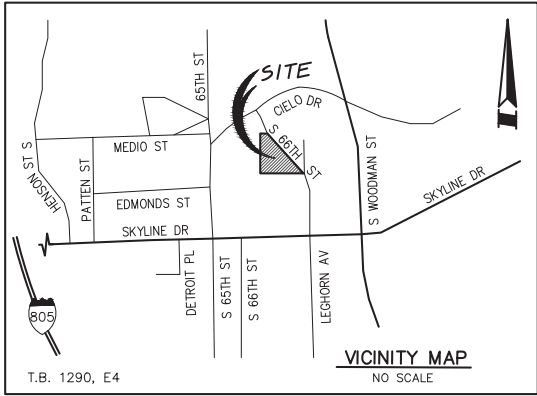 SITE
65TH ST
CIELO DR
S 66TH ST
MEDIO ST
HENSON ST S
PATTEN ST
S WOODMAN ST
SKYLINE DR
EDMONDS ST
SKYLINE DR
DETROIT PL
S 65TH ST
S 66TH ST
LEGHORN AV
805
VICINITY MAP
NO SCALE
T.B. 1290, E4